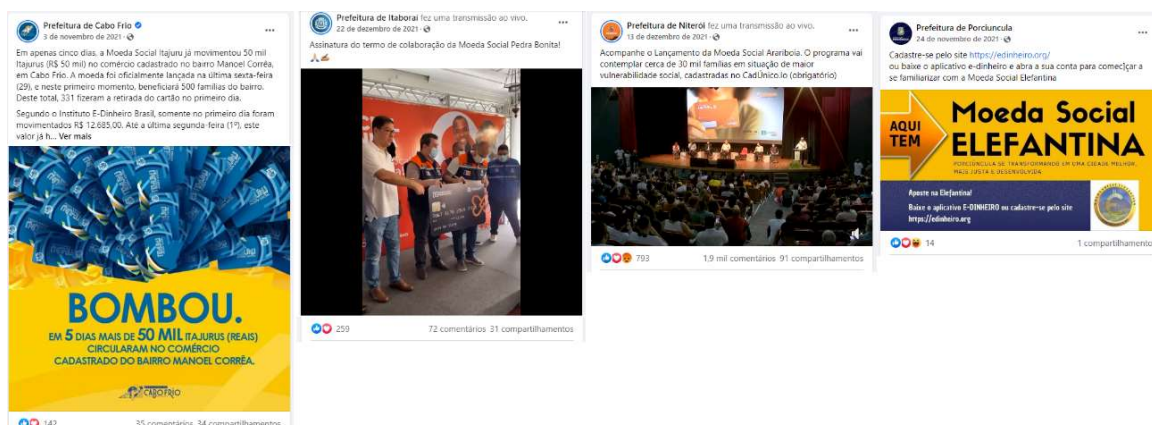 Prefeitura de Cabo Frio
3 de novembro de 2021 ·
Em apenas cinco dias, a Moeda Social Itajuru já movimentou 50 mil
Itajurus (R$ 50 mil) no comércio cadastrado no bairro Manoel Corrêa,
em Cabo Frio. A moeda foi oficialmente lançada na última sexta-feira
(29), e neste primeiro momento, beneficiará 500 famílias do bairro.
Deste total, 331 fizeram a retirada do cartão no primeiro dia.
Segundo o Instituto E-Dinheiro Brasil, somente no primeiro dia foram
movimentados R$ 12.685,00. Até a última segunda-feira (1º), este
valor já h... Ver mais
BOMBOU.
EM 5 DIAS MAIS DE 50 MIL ITAJURUS (REAIS)
CIRCULARAM NO COMÉRCIO
CADASTRADO DO BAIRRO MANOEL CORRÊA.
CABO FRIO
142
35 comentários 34 compartilhamentos
Prefeitura de Itaboraí fez uma transmissão ao vivo.
22 de dezembro de 2021 ·
Assinatura do termo de colaboração da Moeda Social Pedra Bonita!
259
72 comentários 31 compartilhamentos
Prefeitura de Niterói fez uma transmissão ao vivo.
13 de dezembro de 2021 ·
Acompanhe o Lançamento da Moeda Social Arariboia. O programa vai
contemplar cerca de 30 mil famílias em situação de maior
vulnerabilidade social, cadastradas no CadÚnico.lo (obrigatório)
793
1,9 mil comentários 91 compartilhamentos
Prefeitura de Porciuncula
24 de novembro de 2021 ·
Cadastre-se pelo site https://edinheiro.org/
ou baixe o aplicativo e-dinheiro e abra a sua conta para comec]çar a
se familiarizar com a Moeda Social Elefantina
AQUI
TEM
Moeda Social
ELEFANTINA
PORCIÚNCULA SE TRANSFORMANDO EM UMA CIDADE MELHOR,
MAIS JUSTA E DESENVOLVIDA
Aposte na Elefantina!
Baixe o aplicativo E-DINHEIRO ou cadastre-se pelo site
https://edinheiro.org
14
1 compartilhamento